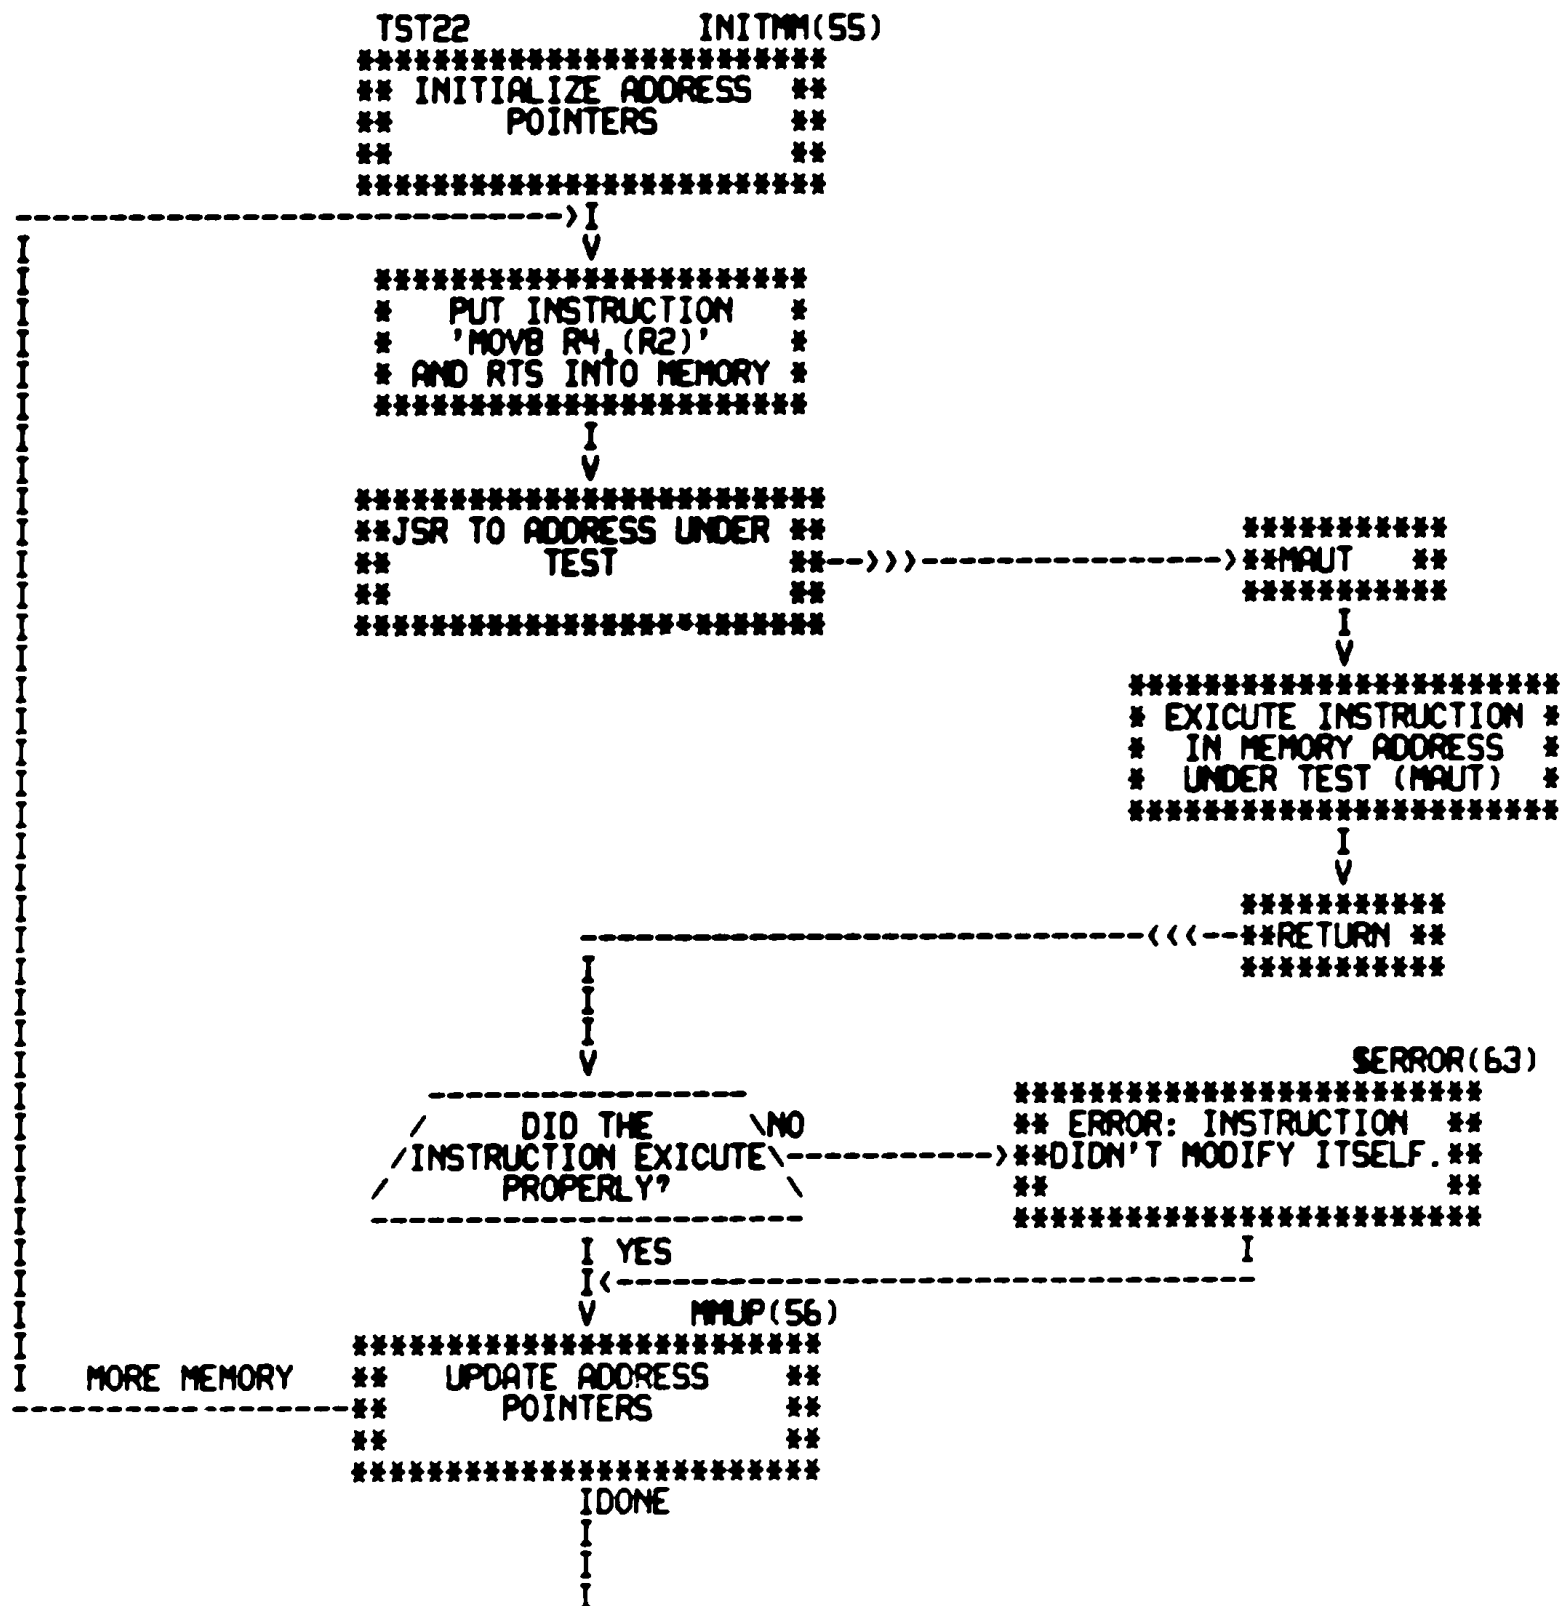 TST22 INITMM(55)
INITIALIZE ADDRESS
POINTERS
PUT INSTRUCTION
'MOVB R4,(R2)'
AND RTS INTO MEMORY
JSR TO ADDRESS UNDER
TEST
MAUT
EXICUTE INSTRUCTION
IN MEMORY ADDRESS
UNDER TEST (MAUT)
RETURN
DID THE
INSTRUCTION EXICUTE
PROPERLY?
NO
$ERROR(63)
ERROR: INSTRUCTION
DIDN'T MODIFY ITSELF.
YES
MMUP(56)
UPDATE ADDRESS
POINTERS
MORE MEMORY
DONE